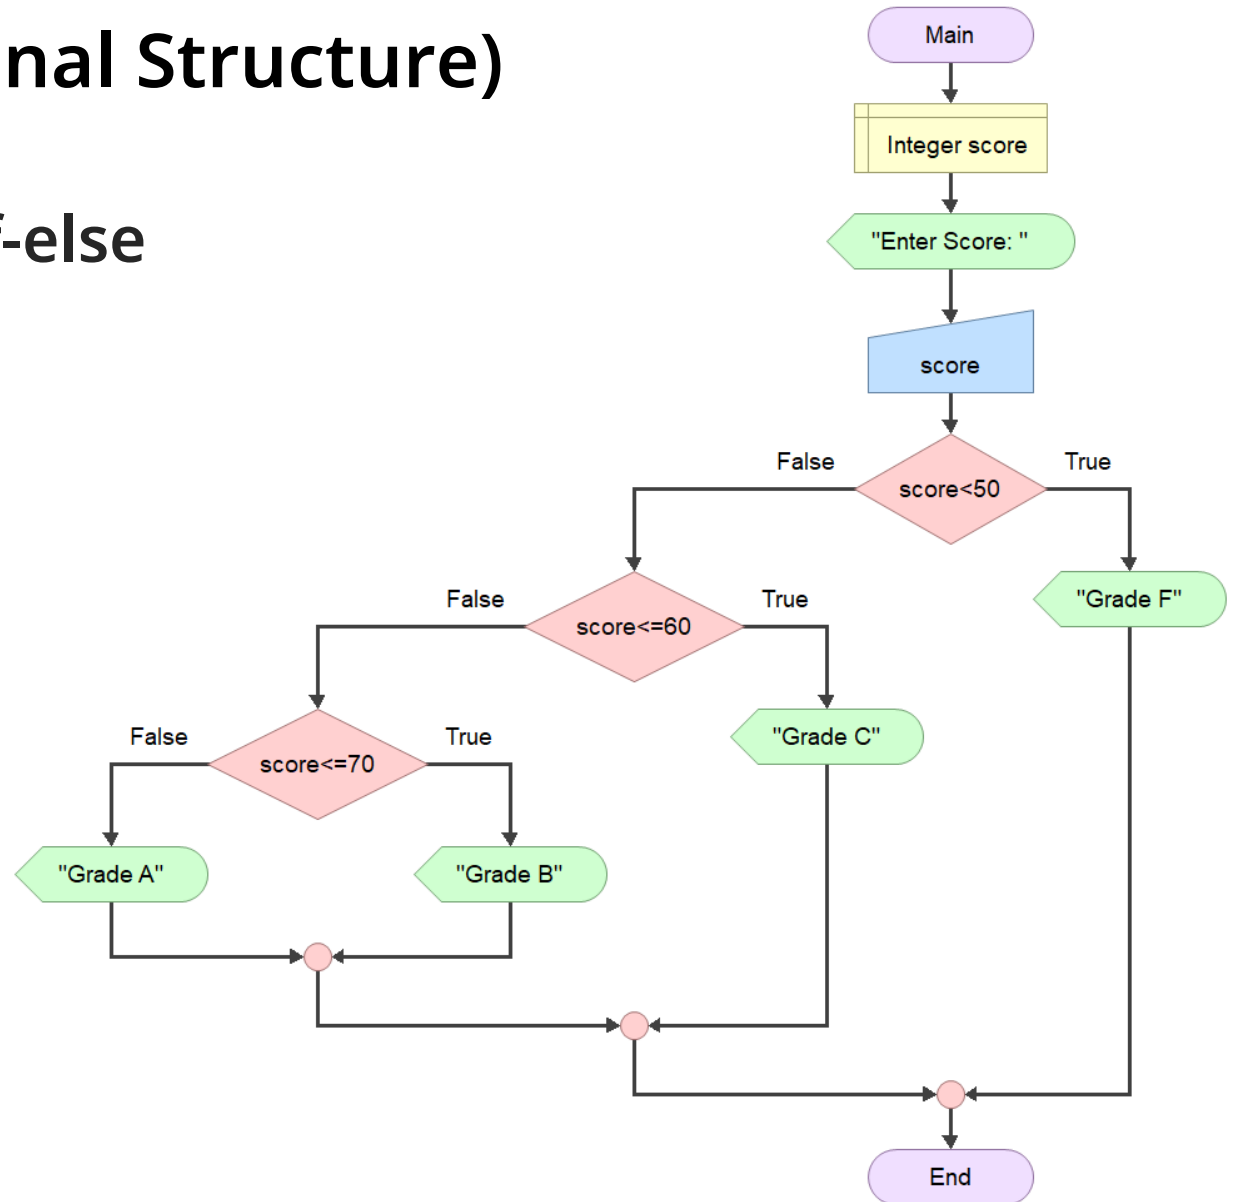 nal Structure)
f-else
Main
Integer score
"Enter Score: "
score
False
True
score<50
False
True
"Grade F"
score<=60
False
True
"Grade C"
score<=70
"Grade A"
"Grade B"
End